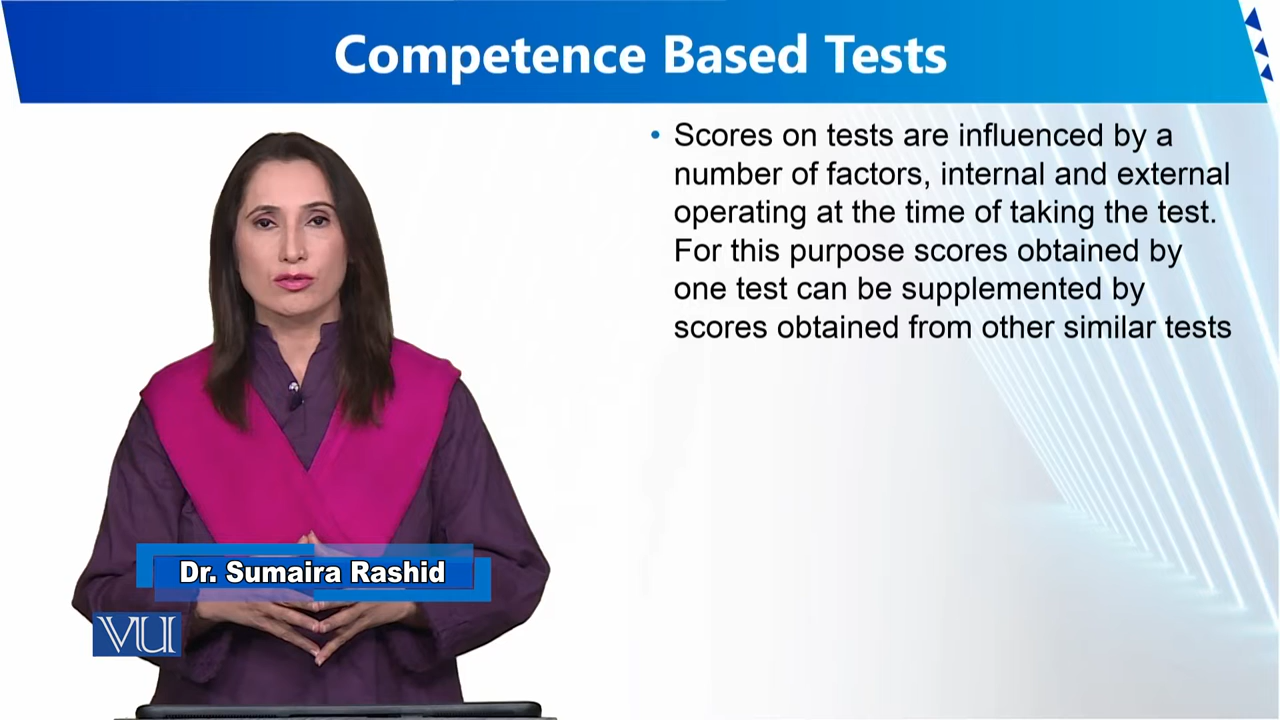 Competence Based Tests
• Scores on tests are influenced by a
number of factors, internal and external
operating at the time of taking the test.
For this purpose scores obtained by
one test can be supplemented by
scores obtained from other similar tests
Dr. Sumaira Rashid
VU